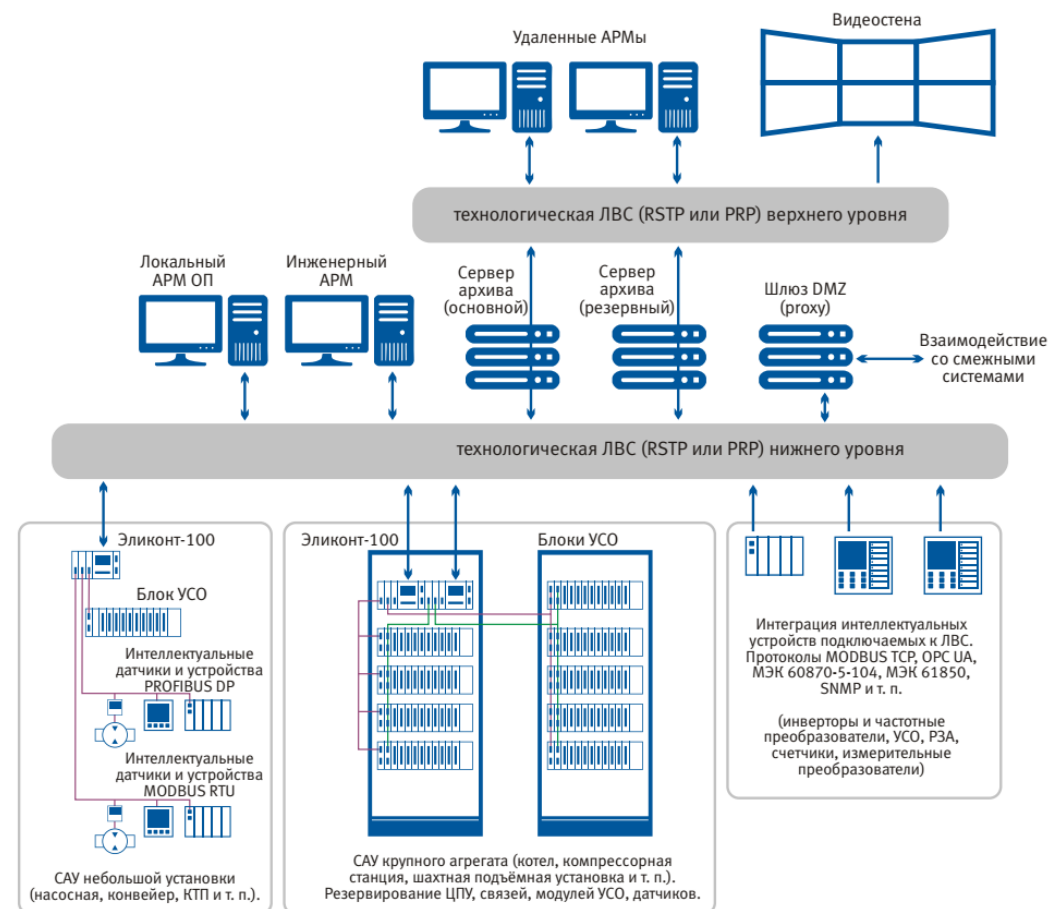 Видеостена
Удаленные АРМы
технологическая ЛВС (RSTP или PRP) верхнего уровня
Локальный
АРМ ОП
Инженерный
АРМ
Сервер
архива
(основной)
Сервер
архива
(резервный)
Шлюз DMZ
(proxy)
Взаимодействие
со смежными
системами
технологическая ЛВС (RSTP или PRP) нижнего уровня
Эликонт-100
Блок УСО
Интеллектуальные
датчики и устройства
PROFIBUS DP
Интеллектуальные
датчики и устройства
MODBUS RTU
САУ небольшой установки
(насосная, конвейер, КТП и т. п.).
Эликонт-100
Блоки УСО
САУ крупного агрегата (котел, компрессорная
станция, шахтная подъёмная установка и т. п.).
Резервирование ЦПУ, связей, модулей УСО, датчиков.
Интеграция интеллектуальных
устройств подключаемых к ЛВС.
Протоколы MODBUS TCP, OPC UA,
МЭК 60870-5-104, МЭК 61850,
SNMP и т. п.
(инверторы и частотные
преобразователи, УСО, РЗА,
счетчики, измерительные
преобразователи)